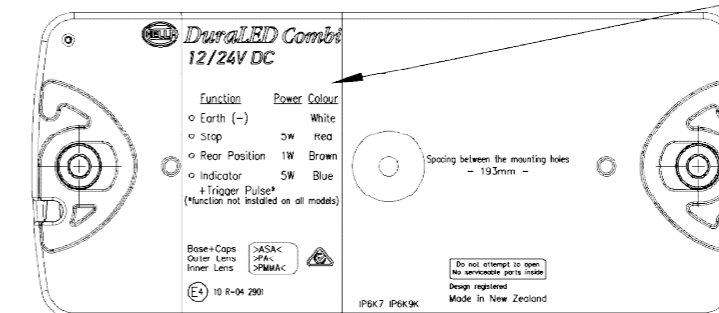 HELLA
DuraLED Combi
12/24V DC
Function Power Colour
Earth (-) White
Stop 5W Red
Rear Position 1W Brown
Indicator 5W Blue
+Trigger Pulse*
(*function not installed on all models)
Base+Caps >ASA<
Outer Lens >PA<
Inner Lens >PMMA<
E4 10 R-04 2901
Spacing between the mounting holes
- 193mm -
Do not attempt to open
No serviceable parts inside
Design registered
Made in New Zealand
IP6K7 IP6K9K